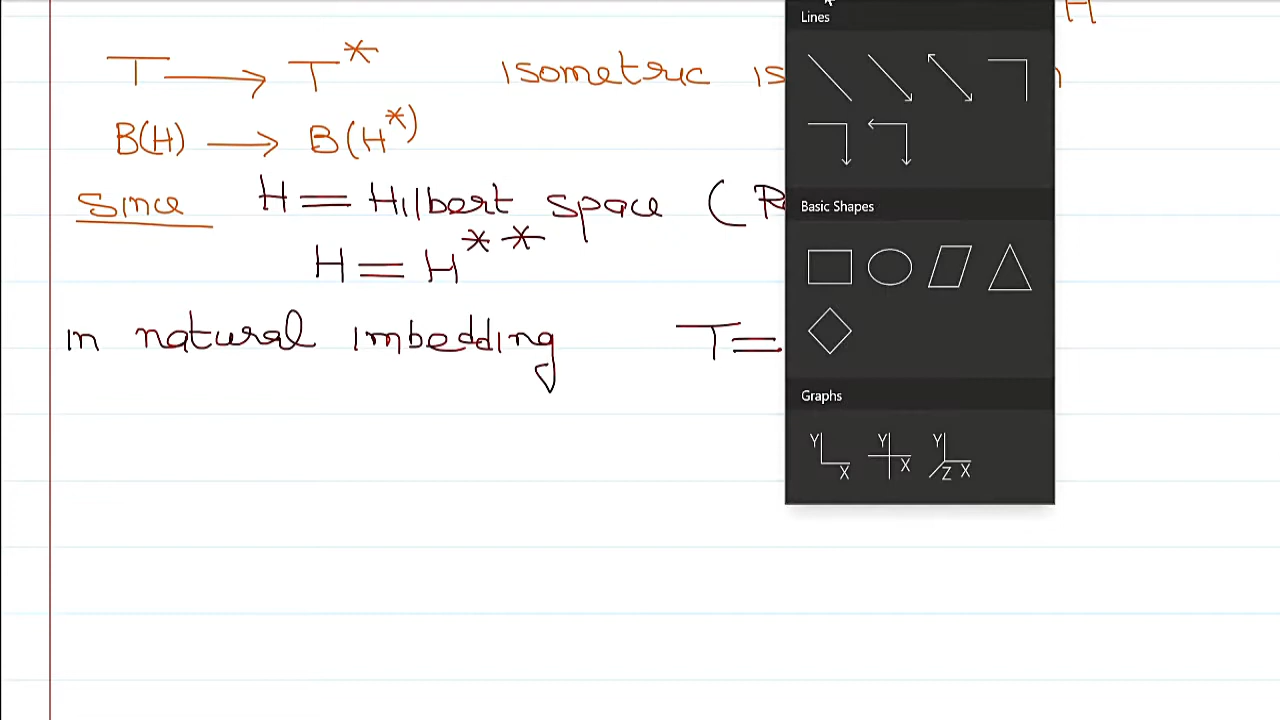 H
T ⟶ T* isometric is
B(H) ⟶ B(H*)
Since H = Hilbert space (R
H = H**
in natural imbedding T =
Lines
Basic Shapes
Graphs
Y X Y X Y Z X